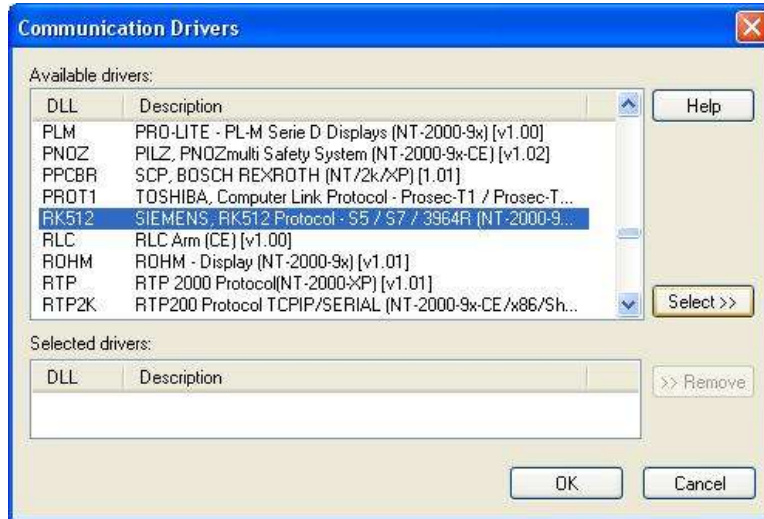 Communication Drivers
Available drivers:
DLL Description
Help
PLM PRO-LITE - PL-M Serie D Displays (NT-2000-9x) [v1.00]
PNOZ PILZ, PNOZmulti Safety System (NT-2000-9x-CE) [v1.02]
PPCBR SCP, BOSCH REXROTH (NT/2k/XP) [1.01]
PROT1 TOSHIBA, Computer Link Protocol - Prosec-T1 / Prosec-T...
RK512 SIEMENS, RK512 Protocol - S5 / S7 / 3964R (NT-2000-9...
RLC RLC Arm (CE) [v1.00]
ROHM ROHM - Display (NT-2000-9x) [v1.01]
RTP RTP 2000 Protocol(NT-2000-XP) [v1.01]
RTP2K RTP200 Protocol TCPIP/SERIAL (NT-2000-9x-CE/x86/Sh...
Select >>
Selected drivers:
DLL Description
>> Remove
OK Cancel